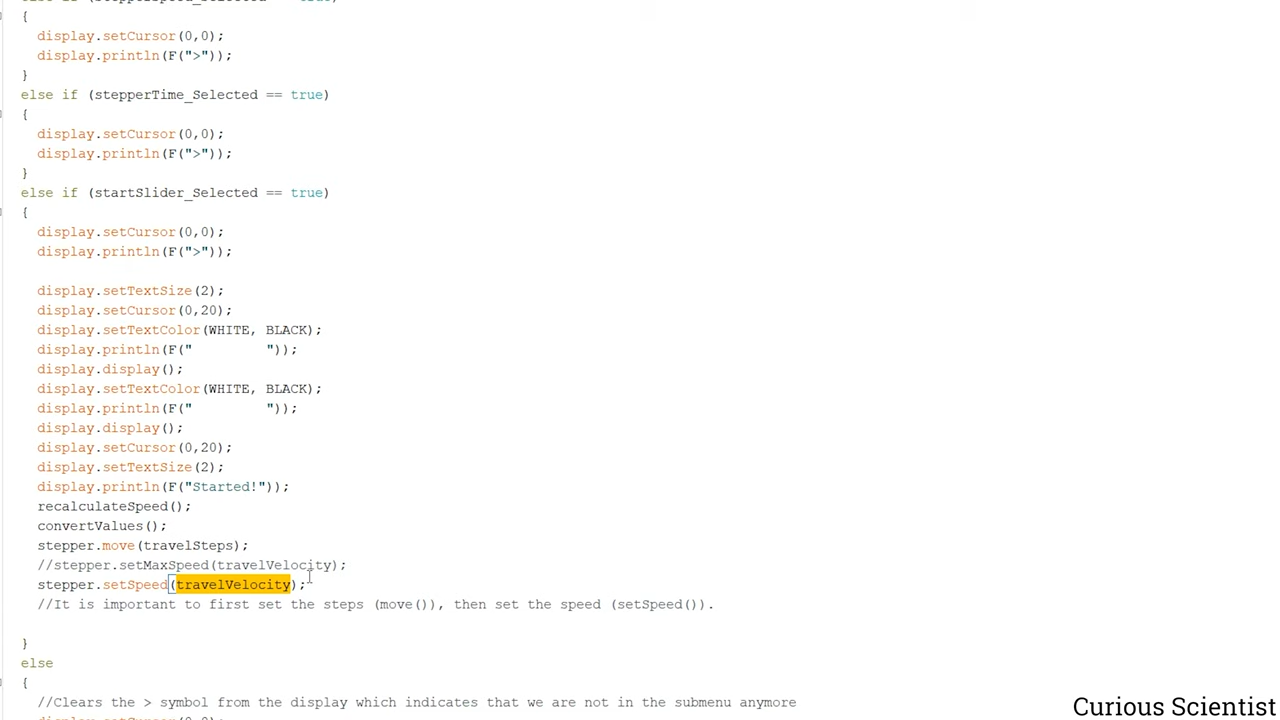 {
display.setCursor(0,0);
display.println(F(">"));
}
else if (stepperTime_Selected == true)
{
display.setCursor(0,0);
display.println(F(">"));
}
else if (startSlider_Selected == true)
{
display.setCursor(0,0);
display.println(F(">"));
display.setTextSize(2);
display.setCursor(0,20);
display.setTextColor(WHITE, BLACK);
display.println(F("         "));
display.display();
display.setTextColor(WHITE, BLACK);
display.println(F("         "));
display.display();
display.setCursor(0,20);
display.setTextSize(2);
display.println(F("Started!"));
recalculateSpeed();
convertValues();
stepper.move(travelSteps);
//stepper.setMaxSpeed(travelVelocity);
stepper.setSpeed(travelVelocity);
//It is important to first set the steps (move()), then set the speed (setSpeed()).
}
else
{
//Clears the > symbol from the display which indicates that we are not in the submenu anymore
Curious Scientist